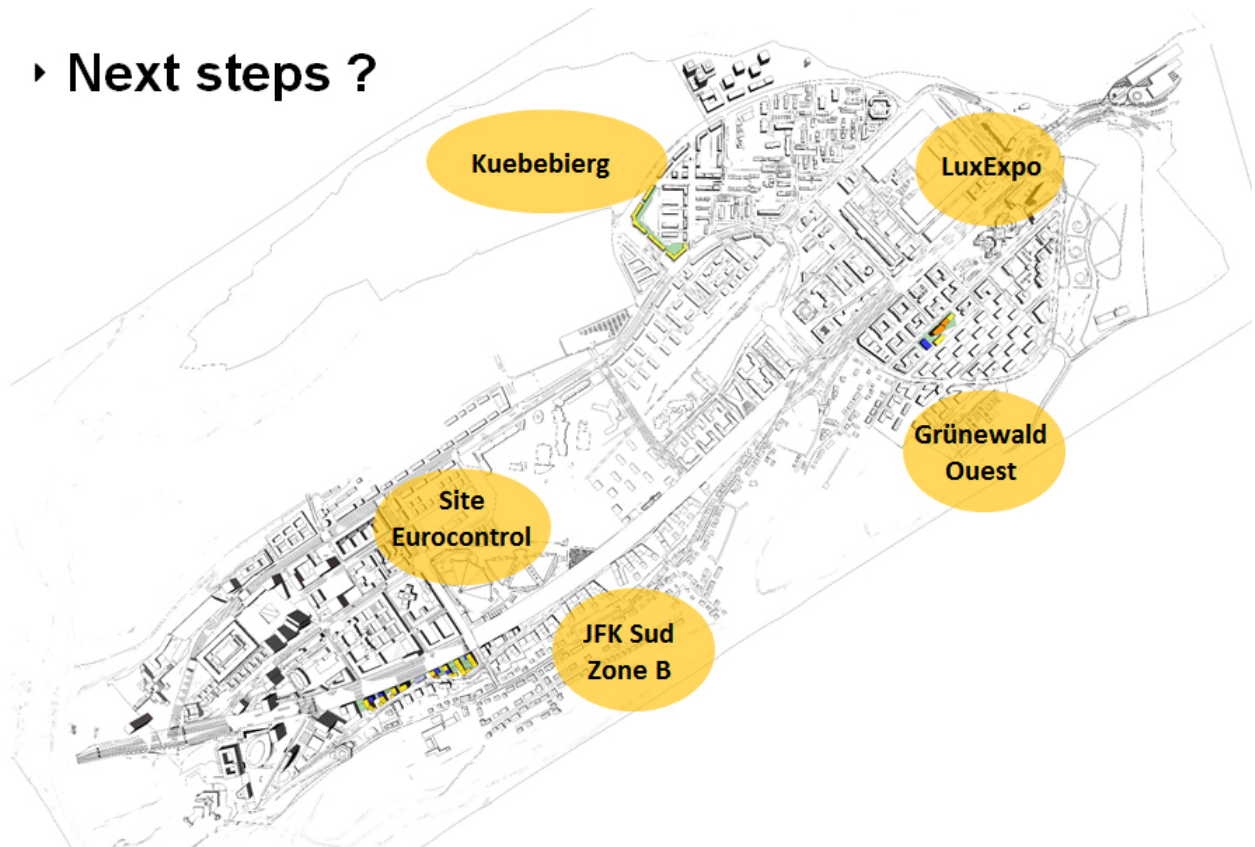 Next steps ?
Kuebebierg
LuxExpo
Grünewald
Ouest
Site
Eurocontrol
JFK Sud
Zone B